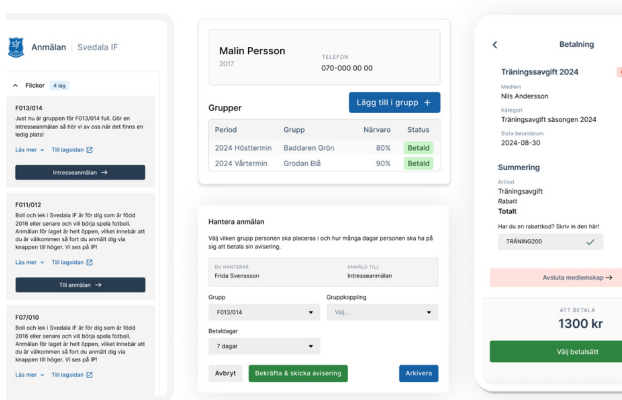 Anmälan
Svedala IF
Flickor
4 lag
F013/014
Just nu är gruppen för F013/014 full. Gör en
intresseanmälan så hör vi av oss när det finns en
ledig plats!
Läs mer
Till lagsidan
Intresseanmälan →
F011/012
Boll och lek i Svedala IF är för dig som är född
2016 eller senare och vill börja spela fotboll.
Anmälan för laget är helt öppen, vilket innebär att
du är välkommen så fort du anmält dig via
knappen till höger. Vi ses på IP!
Läs mer
Till lagsidan
Till anmälan →
F07/010
Boll och lek i Svedala IF är för dig som är född
2016 eller senare och vill börja spela fotboll.
Anmälan för laget är helt öppen, vilket innebär att
du är välkommen så fort du anmält dig via
knappen till höger. Vi ses på IP!
Läs mer
Till lagsidan
Malin Persson
2017
TELEFON
070-000 00 00
Grupper
Lägg till i grupp +
Period Grupp Närvaro Status
2024 Hösttermin Baddaren Grön 80% Betald
2024 Vårtermin Grodan Blå 90% Betald
Hantera anmälan
Välj vilken grupp personen ska placeras i och hur många dagar personen ska ha på
sig att betala sin avisering.
DU HANTERAR
Frida Svenssson
ANMÄLD TILL
Intresseanmälan
Grupp
F013/014
Gruppkoppling
Välj...
Betaldagar
7 dagar
Avbryt
Bekräfta & skicka avisering
Arkivera
Betalning
Träningssavgift 2024
Medlem
Nils Andersson
Kategori
Träningsavgift säsongen 2024
Sista betaldatum
2024-08-30
Summering
Artikel
Träningsavgift
Rabatt
Totalt
Har du en rabattkod? Skriv in den här!
TRÄNING200
Avsluta medlemskap →
ATT BETALA
1300 kr
Välj betalsätt